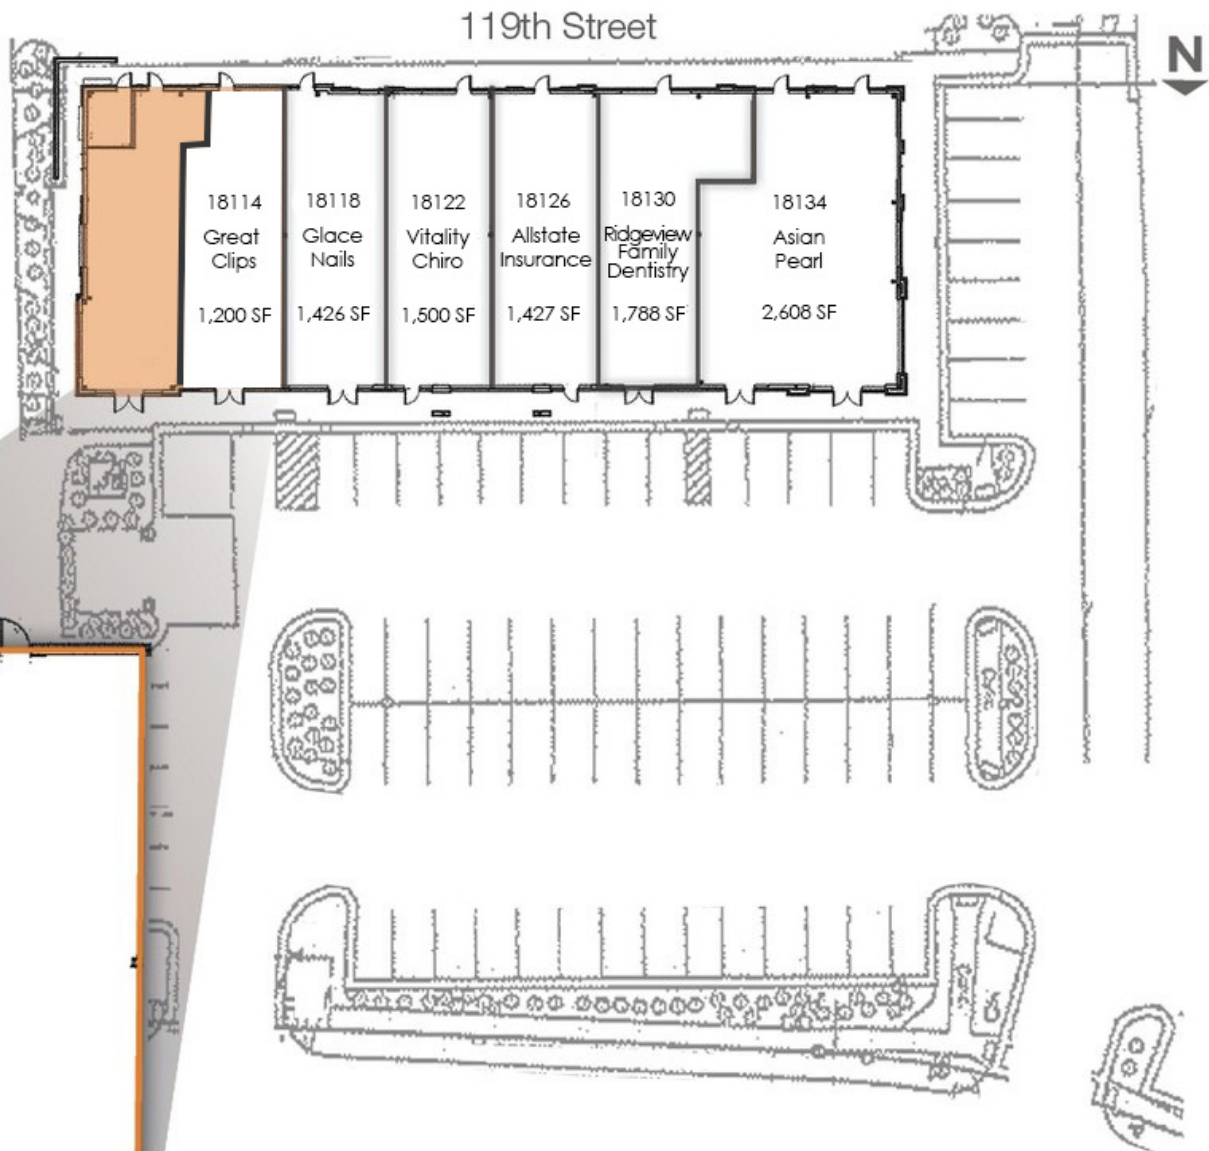 119th Street
N
18114
Great
Clips
1,200 SF
18118
Glace
Nails
1,426 SF
18122
Vitality
Chiro
1,500 SF
18126
Allstate
Insurance
1,427 SF
18130
Ridgeview
Family
Dentistry
1,788 SF
18134
Asian
Pearl
2,608 SF